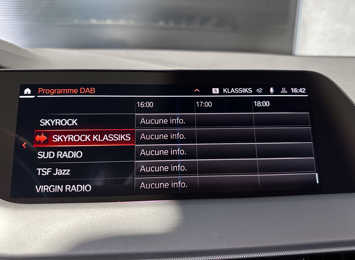 Programme DAB KLASSIKS 16:42
16:00 17:00 18:00
SKYROCK Aucune info.
SKYROCK KLASSIKS Aucune info.
SUD RADIO Aucune info.
TSF Jazz Aucune info.
VIRGIN RADIO Aucune info.